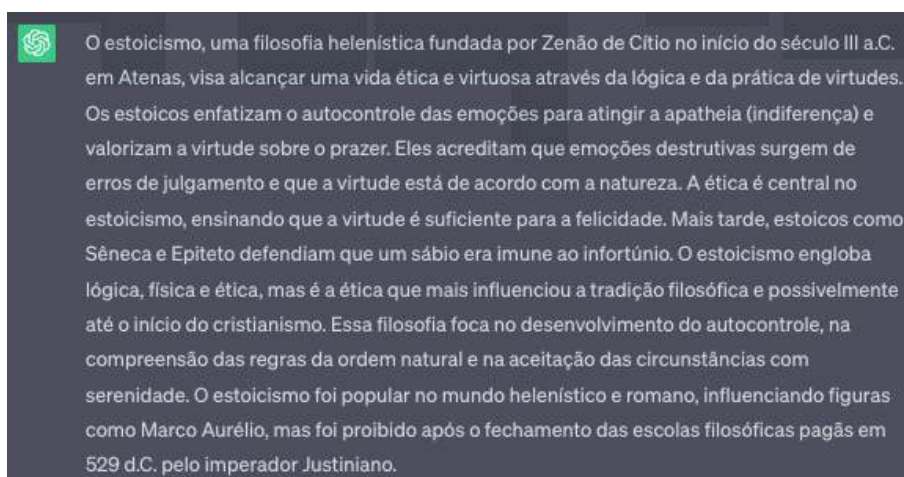 O estoicismo, uma filosofia helenística fundada por Zenão de Cítio no início do século III a.C.
em Atenas, visa alcançar uma vida ética e virtuosa através da lógica e da prática de virtudes.
Os estoicos enfatizam o autocontrole das emoções para atingir a apatheia (indiferença) e
valorizam a virtude sobre o prazer. Eles acreditam que emoções destrutivas surgem de
erros de julgamento e que a virtude está de acordo com a natureza. A ética é central no
estoicismo, ensinando que a virtude é suficiente para a felicidade. Mais tarde, estoicos como
Sêneca e Epiteto defendiam que um sábio era imune ao infortúnio. O estoicismo engloba
lógica, física e ética, mas é a ética que mais influenciou a tradição filosófica e possivelmente
até o início do cristianismo. Essa filosofia foca no desenvolvimento do autocontrole, na
compreensão das regras da ordem natural e na aceitação das circunstâncias com
serenidade. O estoicismo foi popular no mundo helenístico e romano, influenciando figuras
como Marco Aurélio, mas foi proibido após o fechamento das escolas filosóficas pagãs em
529 d.C. pelo imperador Justiniano.